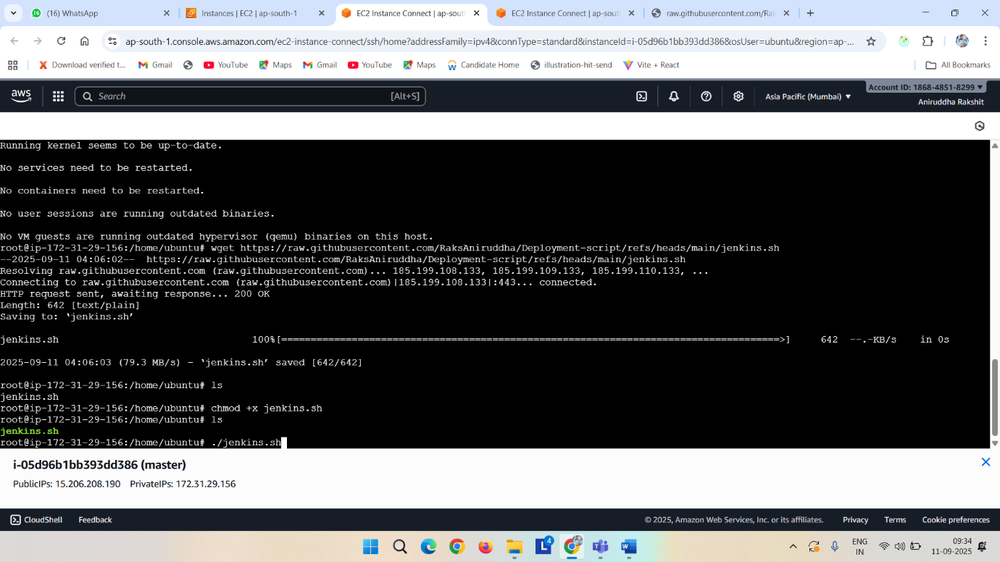 (16) WhatsApp
Instances | EC2 | ap-south-1
EC2 Instance Connect | ap-sout
EC2 Instance Connect | ap-sout
raw.githubusercontent.com/Ra
ap-south-1.console.aws.amazon.com/ec2-instance-connect/ssh/home?addressFamily=ipv4&connType=standard&instanceId=i-05d96b1bb393dd386&osUser=ubuntu&region=ap-...
Download verified t...
Gmail
YouTube
Maps
Gmail
YouTube
Maps
Candidate Home
illustration-hit-send
Vite + React
All Bookmarks
aws
Search
[Alt+S]
Asia Pacific (Mumbai)
Account ID: 1868-4851-8299
Aniruddha Rakshit
Running kernel seems to be up-to-date.
No services need to be restarted.
No containers need to be restarted.
No user sessions are running outdated binaries.
No VM guests are running outdated hypervisor (qemu) binaries on this host.
root@ip-172-31-29-156:/home/ubuntu# wget https://raw.githubusercontent.com/RaksAniruddha/Deployment-script/refs/heads/main/jenkins.sh
--2025-09-11 04:06:02--  https://raw.githubusercontent.com/RaksAniruddha/Deployment-script/refs/heads/main/jenkins.sh
Resolving raw.githubusercontent.com (raw.githubusercontent.com)... 185.199.108.133, 185.199.109.133, 185.199.110.133, ...
Connecting to raw.githubusercontent.com (raw.githubusercontent.com)|185.199.108.133|:443... connected.
HTTP request sent, awaiting response... 200 OK
Length: 642 [text/plain]
Saving to: ‘jenkins.sh’
jenkins.sh 100%[======================================================================================>] 642 --.-KB/s in 0s
2025-09-11 04:06:03 (79.3 MB/s) - ‘jenkins.sh’ saved [642/642]
root@ip-172-31-29-156:/home/ubuntu# ls
jenkins.sh
root@ip-172-31-29-156:/home/ubuntu# chmod +x jenkins.sh
root@ip-172-31-29-156:/home/ubuntu# ls
jenkins.sh
root@ip-172-31-29-156:/home/ubuntu# ./jenkins.sh
i-05d96b1bb393dd386 (master)
PublicIPs: 15.206.208.190 PrivateIPs: 172.31.29.156
CloudShell
Feedback
© 2025, Amazon Web Services, Inc. or its affiliates.
Privacy
Terms
Cookie preferences
4
ENG
IN
09:34
11-09-2025